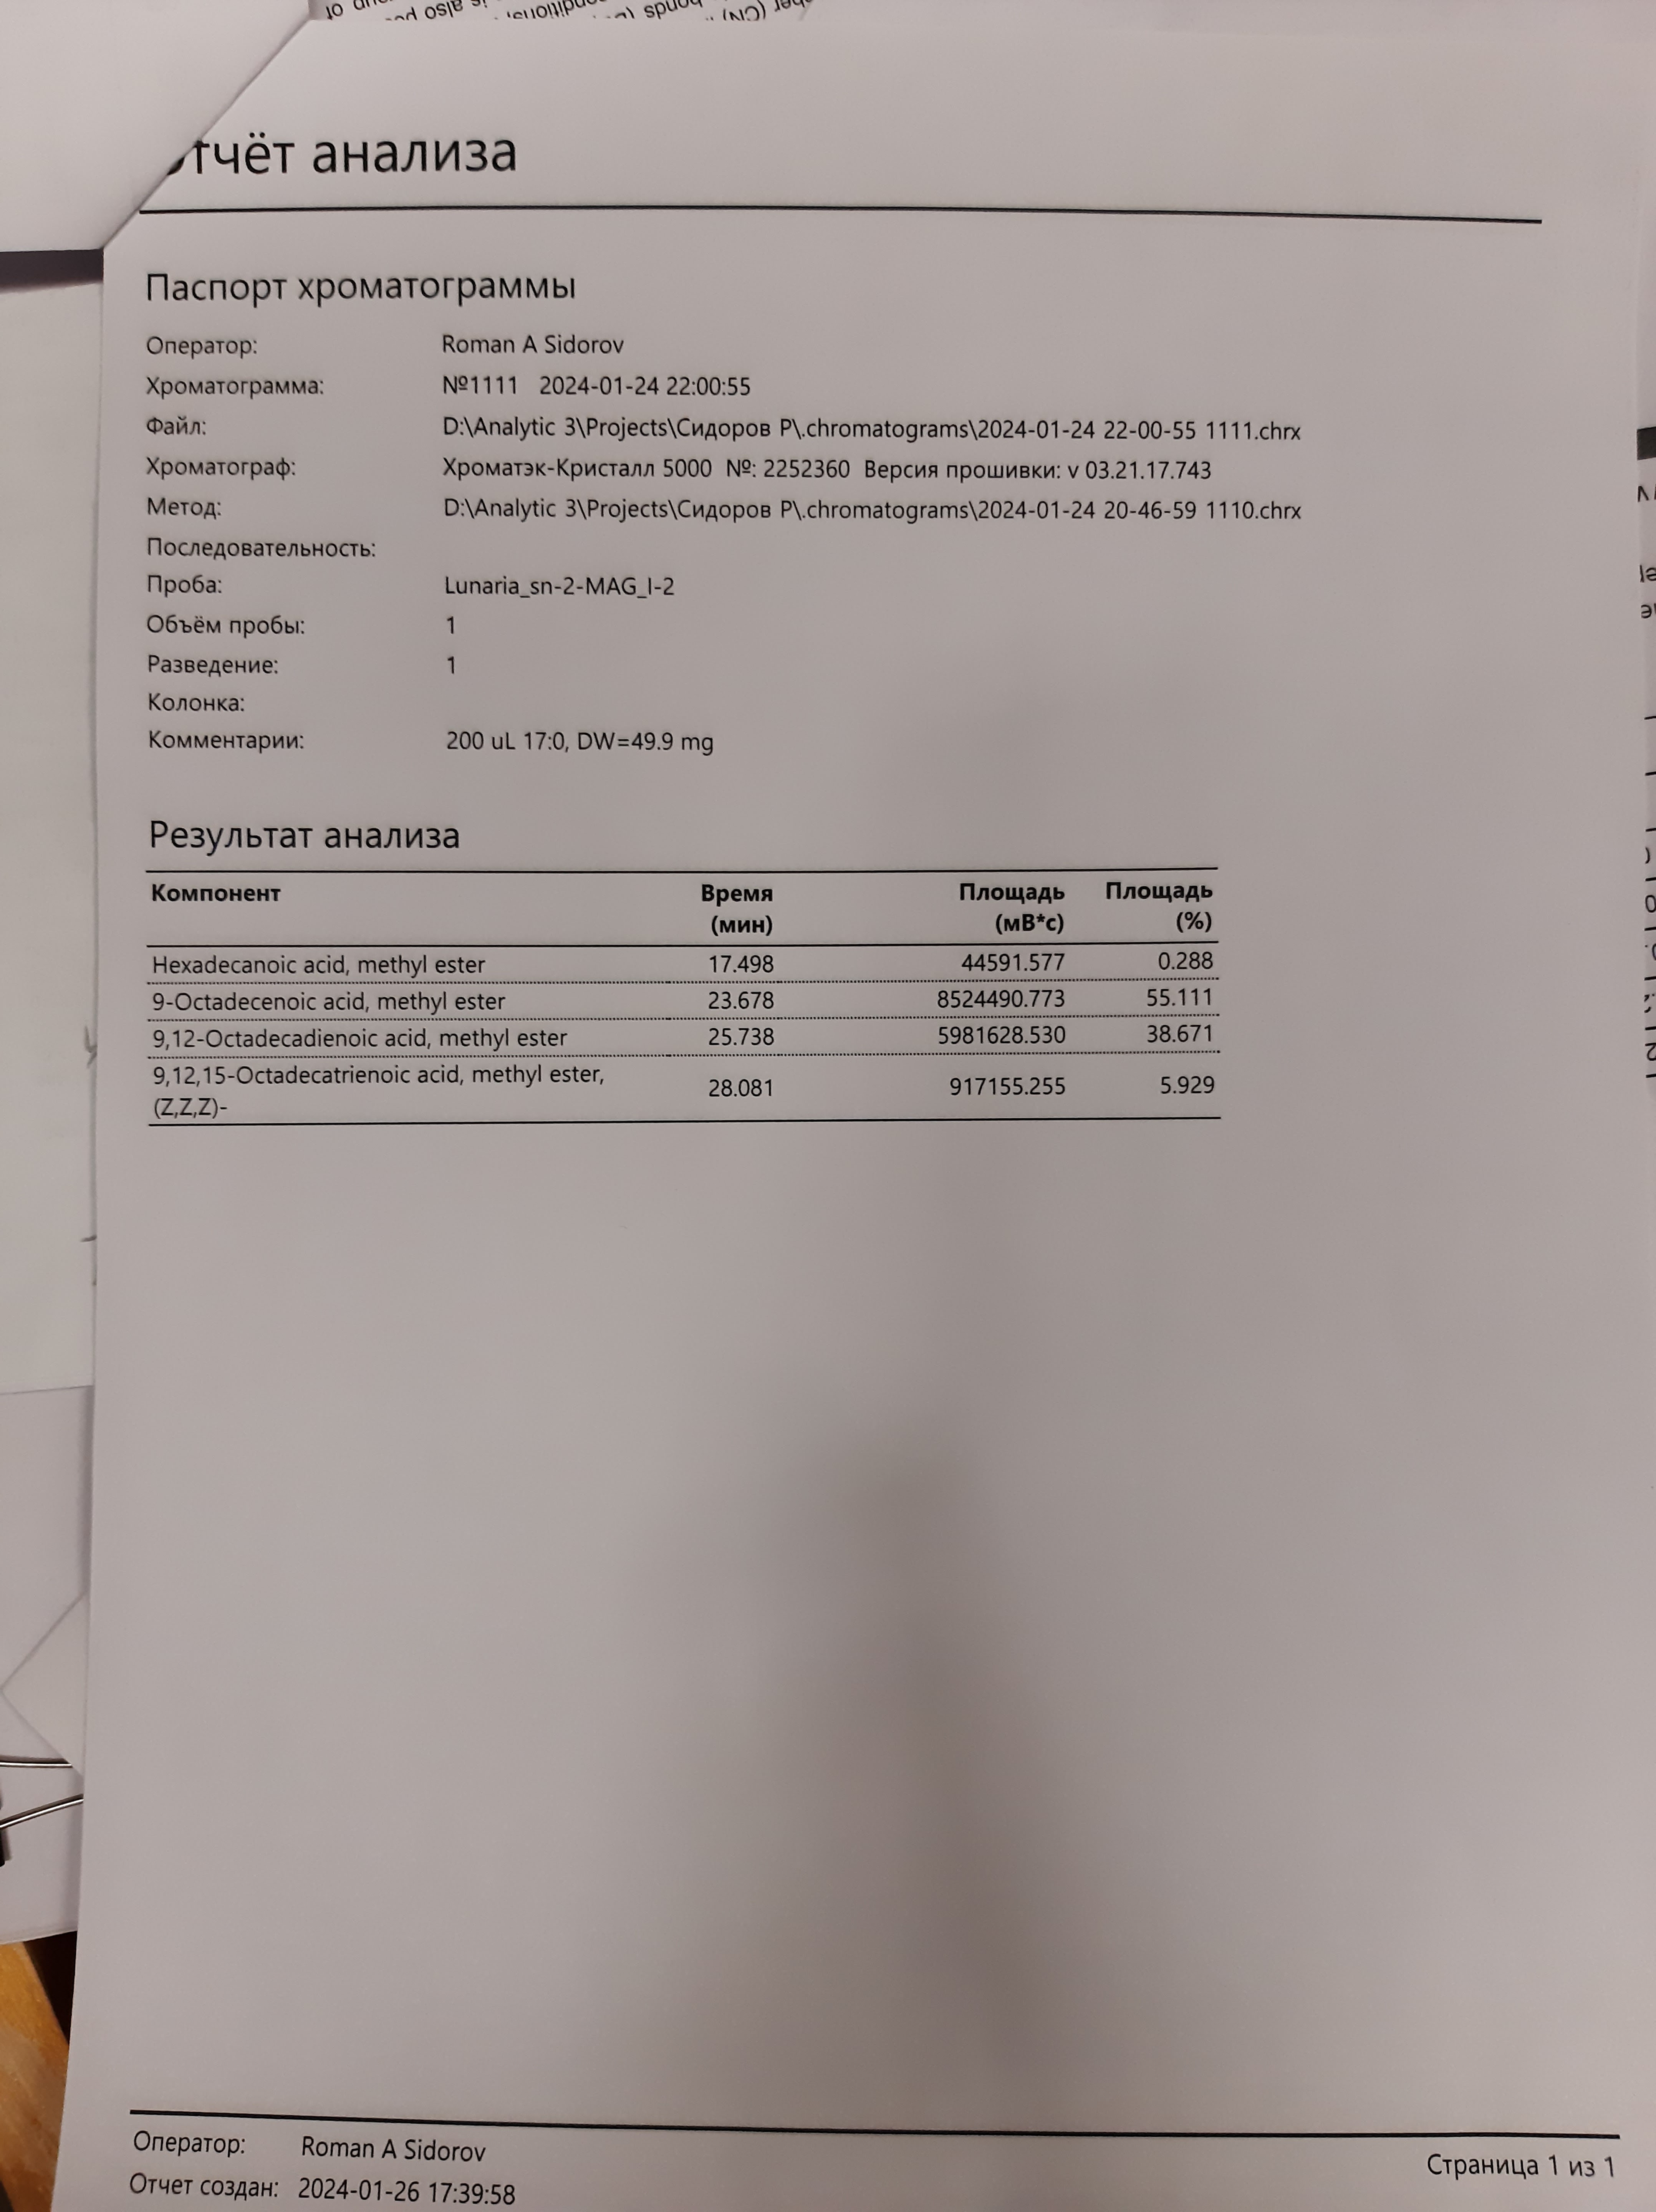 Отчёт анализа
Паспорт хроматограммы
Оператор: Roman A Sidorov
Хроматограмма: №1111 2024-01-24 22:00:55
Файл: D:\Analytic 3\Projects\Сидоров Р\.chromatograms\2024-01-24 22-00-55 1111.chrx
Хроматограф: Хроматэк-Кристалл 5000 №: 2252360 Версия прошивки: v 03.21.17.743
Метод: D:\Analytic 3\Projects\Сидоров Р\.chromatograms\2024-01-24 20-46-59 1110.chrx
Последовательность:
Проба: Lunaria_sn-2-MAG_I-2
Объём пробы: 1
Разведение: 1
Колонка:
Комментарии: 200 uL 17:0, DW=49.9 mg
Результат анализа
Компонент Время Площадь Площадь
(мин) (мВ*с) (%)
Hexadecanoic acid, methyl ester 17.498 44591.577 0.288
9-Octadecenoic acid, methyl ester 23.678 8524490.773 55.111
9,12-Octadecadienoic acid, methyl ester 25.738 5981628.530 38.671
9,12,15-Octadecatrienoic acid, methyl ester, 28.081 917155.255 5.929
(Z,Z,Z)-
Оператор: Roman A Sidorov
Страница 1 из 1
Отчет создан: 2024-01-26 17:39:58